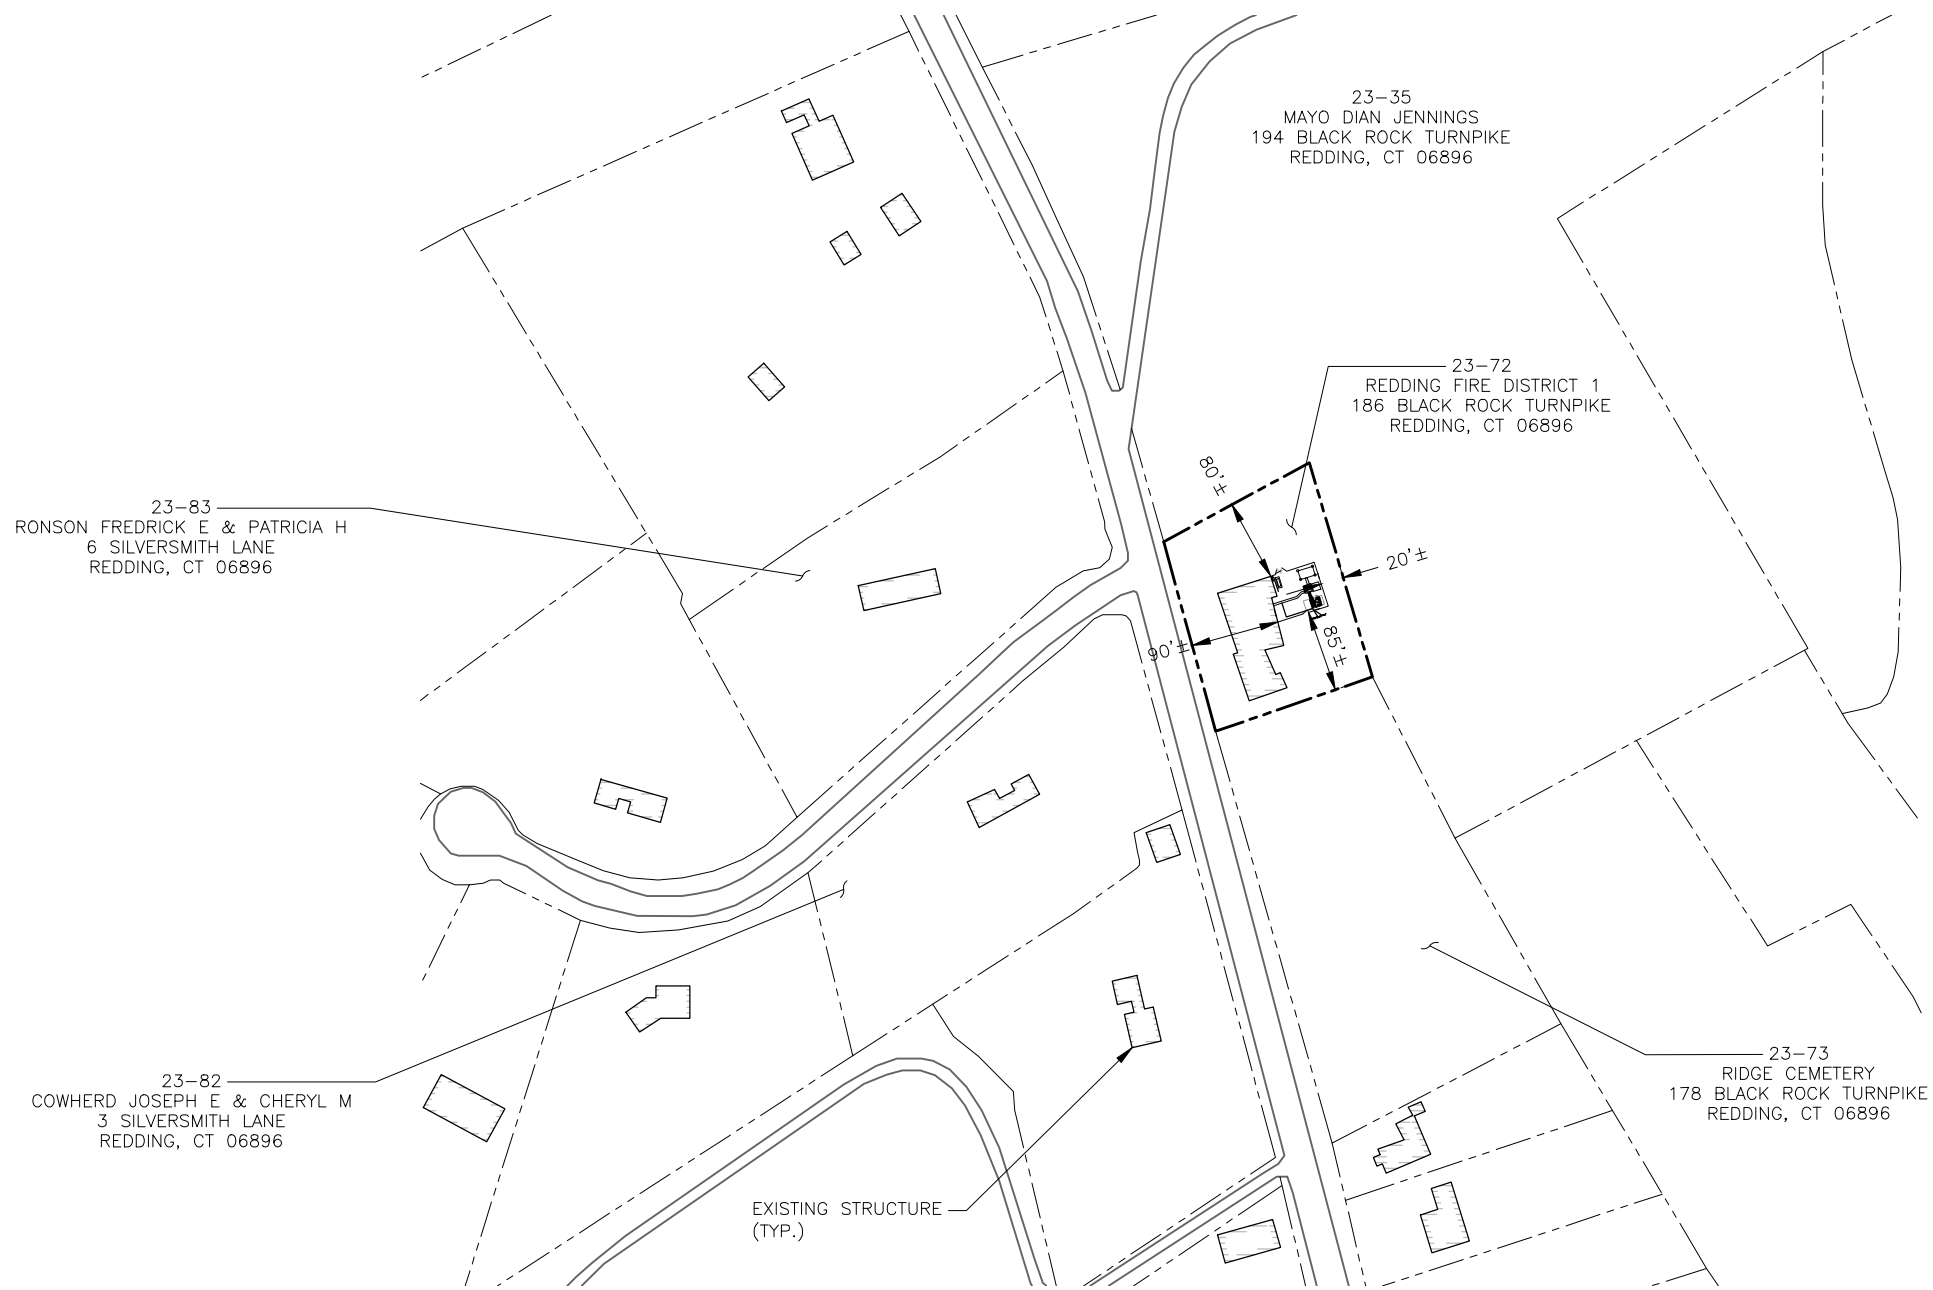 23-35
MAYO DIAN JENNINGS
194 BLACK ROCK TURNPIKE
REDDING, CT 06896
23-72
REDDING FIRE DISTRICT 1
186 BLACK ROCK TURNPIKE
REDDING, CT 06896
80'±
20'±
90'±
85'±
23-83
RONSON FREDRICK E & PATRICIA H
6 SILVERSMITH LANE
REDDING, CT 06896
23-82
COWHERD JOSEPH E & CHERYL M
3 SILVERSMITH LANE
REDDING, CT 06896
23-73
RIDGE CEMETERY
178 BLACK ROCK TURNPIKE
REDDING, CT 06896
EXISTING STRUCTURE
(TYP.)